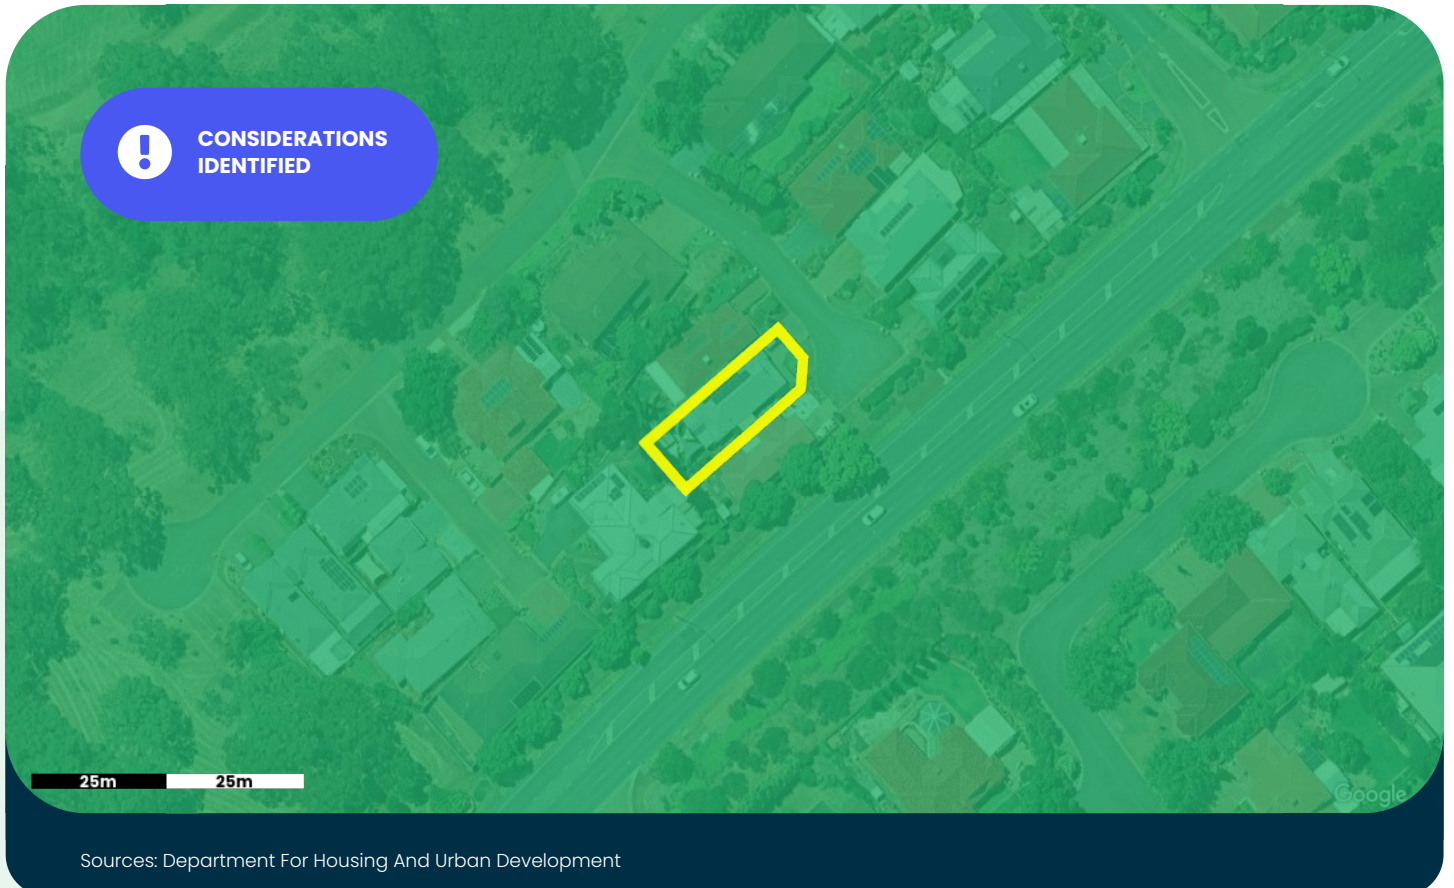 CONSIDERATIONS
IDENTIFIED
25m 25m
Google
Sources: Department For Housing And Urban Development